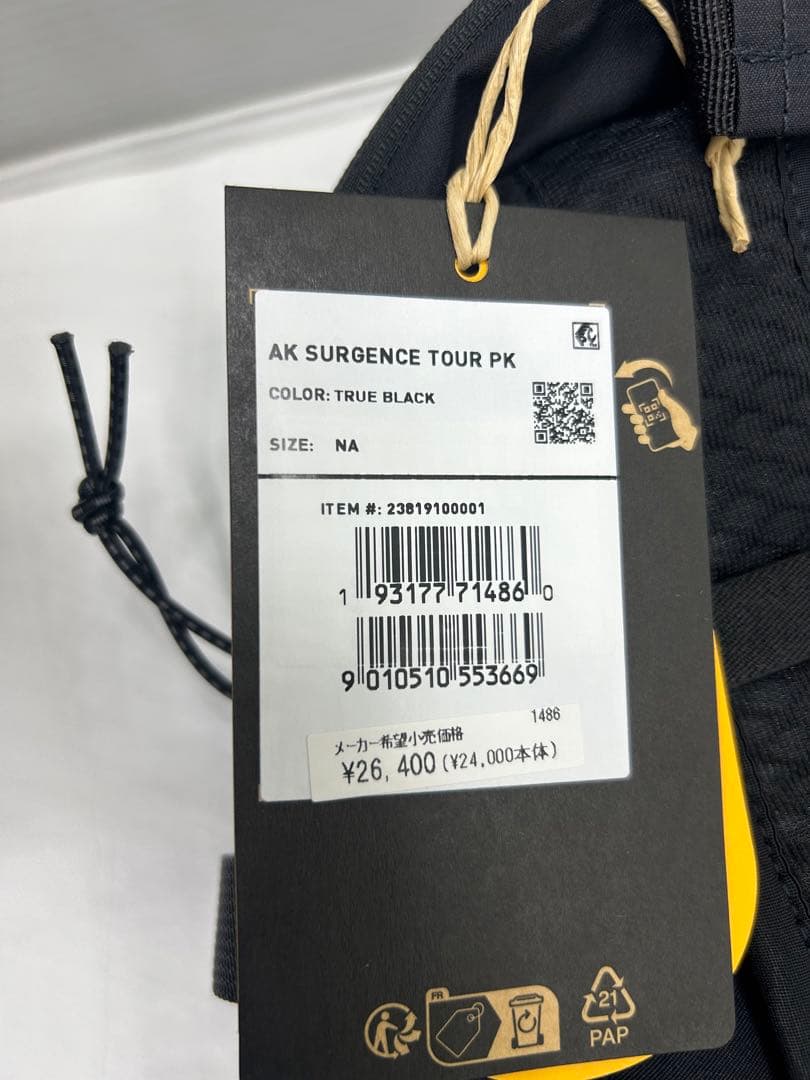 AK SURGENCE TOUR PK
COLOR: TRUE BLACK
SIZE: NA
ITEM #: 23819100001
1 93177 71486 0
9 010510 553669
1486
メーカー希望小売価格
¥26,400(¥24,000本体)
FR
21
PAP